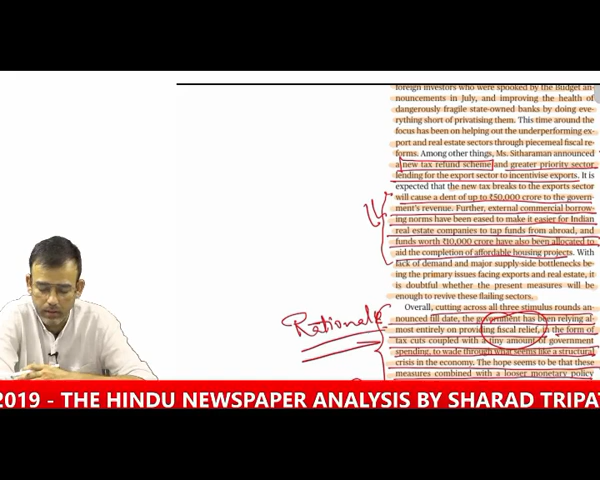 foreign investors who were spooked by the Budget an-
nouncements in July, and improving the health of
dangerously fragile state-owned banks by doing eve-
rything short of privatising them. This time around the
focus has been on helping out the underperforming ex-
port and real estate sectors through piecemeal fiscal re-
forms. Among other things, Ms. Sitharaman announced
a new tax refund scheme and greater priority sector
lending for the export sector to incentivise exports. It is
expected that the new tax breaks to the exports sector
will cause a dent of up to ₹50,000 crore to the govern-
ment's revenue. Further, external commercial borrow-
ing norms have been eased to make it easier for Indian
real estate companies to tap funds from abroad, and
funds worth ₹10,000 crore have also been allocated to
aid the completion of affordable housing projects. With
lack of demand and major supply-side bottlenecks be-
ing the primary issues facing exports and real estate, it
is doubtful whether the present measures will be
enough to revive these flailing sectors.
Overall, cutting across all three stimulus rounds an-
nounced till date, the government has been relying al-
most entirely on providing fiscal relief, in the form of
tax cuts coupled with a tiny amount of government
spending, to wade through what seems like a structural
crisis in the economy. The hope seems to be that these
measures combined with a looser monetary policy
Rationale
2019 - THE HINDU NEWSPAPER ANALYSIS BY SHARAD TRIPA